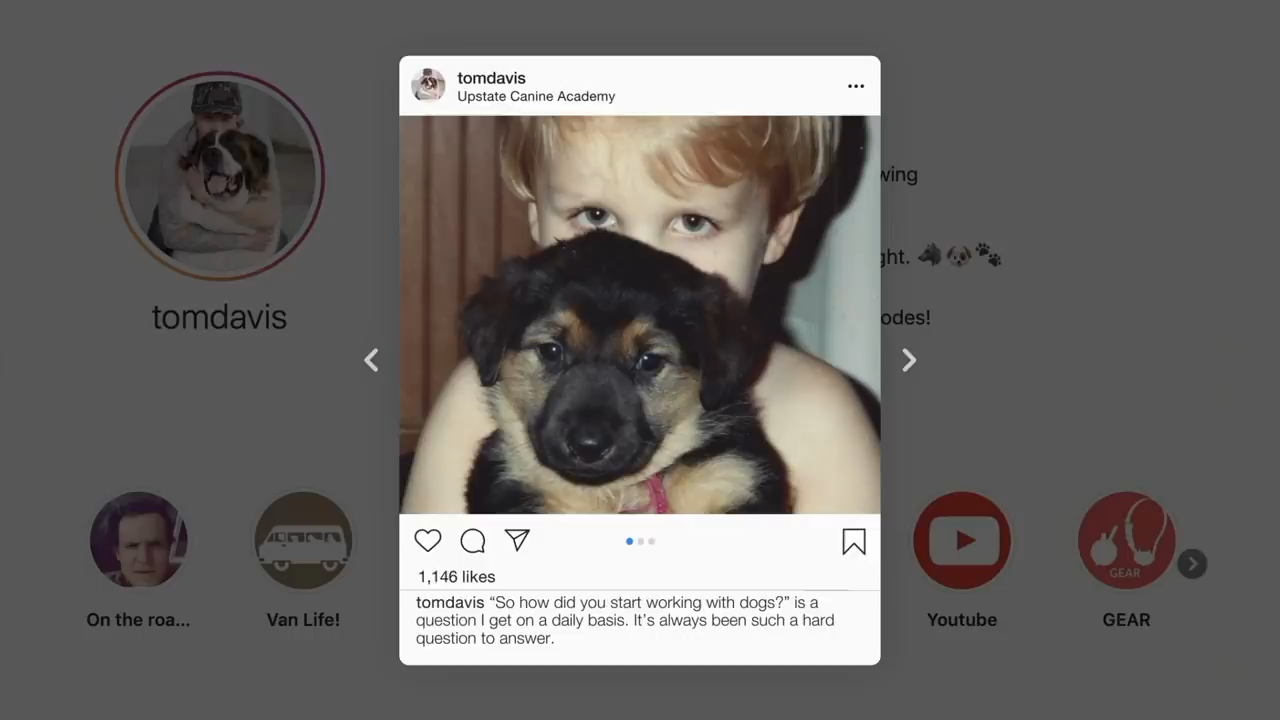 tomdavis
Upstate Canine Academy
wing
ght.
odes!
tomdavis
1,146 likes
tomdavis “So how did you start working with dogs?” is a
question I get on a daily basis. It’s always been such a hard
question to answer.
GEAR
On the roa...
Van Life!
Youtube
GEAR